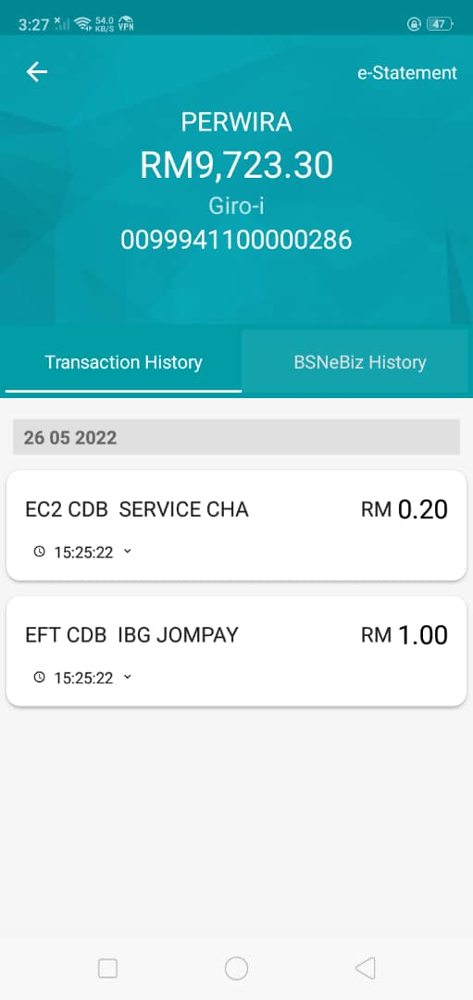 3:27 54.0 KB/S VPN 47
e-Statement
PERWIRA
RM9,723.30
Giro-i
0099941100000286
Transaction History BSNeBiz History
26 05 2022
EC2 CDB  SERVICE CHA RM 0.20
15:25:22
EFT CDB  IBG JOMPAY RM 1.00
15:25:22